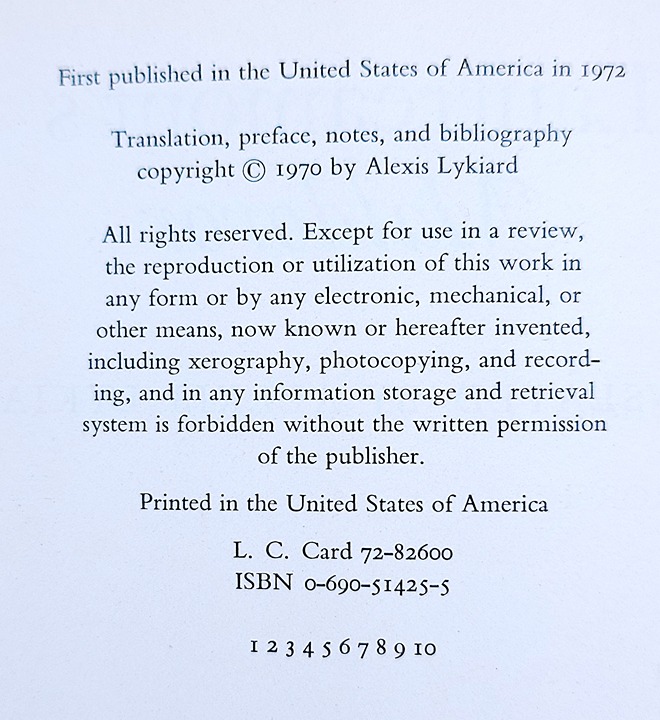 First published in the United States of America in 1972
Translation, preface, notes, and bibliography
copyright © 1970 by Alexis Lykiard
All rights reserved. Except for use in a review,
the reproduction or utilization of this work in
any form or by any electronic, mechanical, or
other means, now known or hereafter invented,
including xerography, photocopying, and record-
ing, and in any information storage and retrieval
system is forbidden without the written permission
of the publisher.
Printed in the United States of America
L. C. Card 72-82600
ISBN 0-690-51425-5
1 2 3 4 5 6 7 8 9 10